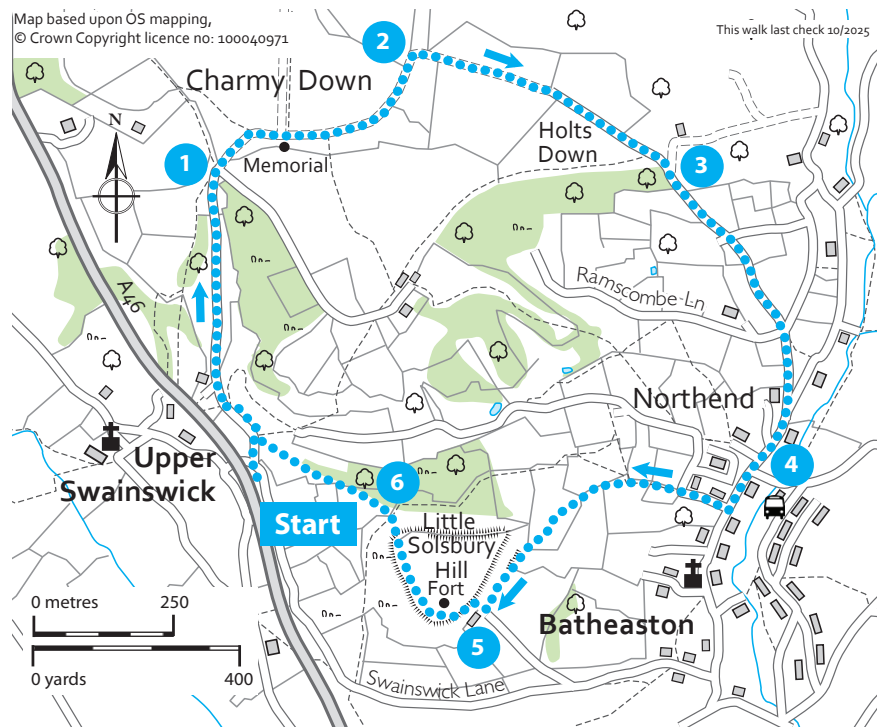 Map based upon OS mapping,
© Crown Copyright licence no: 100040971
This walk last check 10/2025
2
Charmy Down
N
1
Memorial
Holts
Down
3
A46
Ramscombe Ln
Northend
Upper
Swainswick
4
6
Start
Little
Solsbury
Hill
Fort
0 metres 250
Batheaston
5
0 yards 400
Swainswick Lane